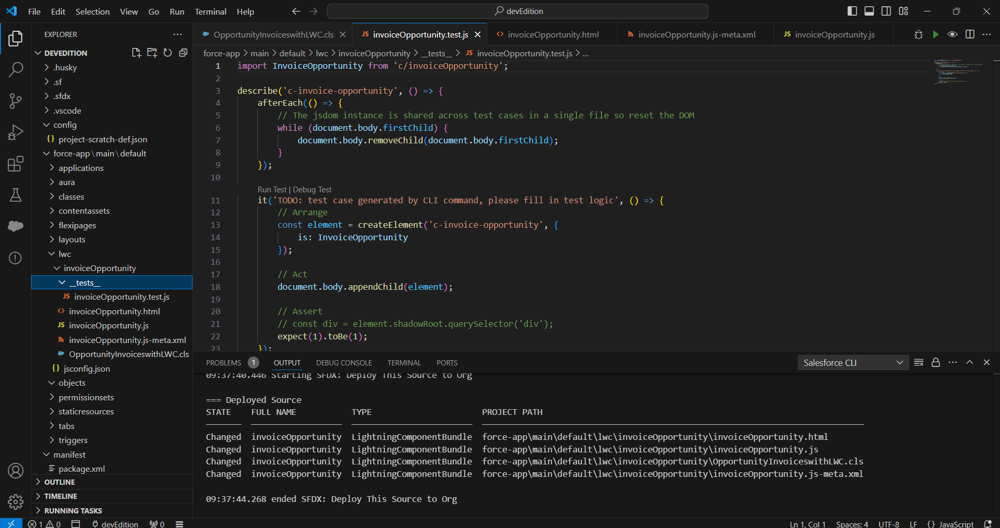 File Edit Selection View Go Run Terminal Help
devEdition
EXPLORER
DEVEDITION
.husky
.sf
.sfdx
.vscode
config
{} project-scratch-def.json
force-app\main\default
applications
aura
classes
contentassets
flexipages
layouts
lwc
invoiceOpportunity
__tests__
JS invoiceOpportunity.test.js
<> invoiceOpportunity.html
JS invoiceOpportunity.js
invoiceOpportunity.js-meta.xml
OpportunityInvoiceswithLWC.cls
{} jsconfig.json
objects
permissionsets
staticresources
tabs
triggers
manifest
package.xml
OUTLINE
TIMELINE
RUNNING TASKS
OpportunityInvoiceswithLWC.cls JS invoiceOpportunity.test.js <> invoiceOpportunity.html invoiceOpportunity.js-meta.xml JS invoiceOpportunity.js
force-app > main > default > lwc > invoiceOpportunity > __tests__ > JS invoiceOpportunity.test.js > ...
1 import InvoiceOpportunity from 'c/invoiceOpportunity';
2
3 describe('c-invoice-opportunity', () => {
4 afterEach(() => {
5 // The jsdom instance is shared across test cases in a single file so reset the DOM
6 while (document.body.firstChild) {
7 document.body.removeChild(document.body.firstChild);
8 }
9 });
10
Run Test | Debug Test
11 it('TODO: test case generated by CLI command, please fill in test logic', () => {
12 // Arrange
13 const element = createElement('c-invoice-opportunity', {
14 is: InvoiceOpportunity
15 });
16
17 // Act
18 document.body.appendChild(element);
19
20 // Assert
21 // const div = element.shadowRoot.querySelector('div');
22 expect(1).toBe(1);
23 });
PROBLEMS 1 OUTPUT DEBUG CONSOLE TERMINAL PORTS
Salesforce CLI
09:37:40.446 Starting SFDX: Deploy This Source to Org
=== Deployed Source
STATE FULL NAME TYPE PROJECT PATH
Changed invoiceOpportunity LightningComponentBundle force-app\main\default\lwc\invoiceOpportunity\invoiceOpportunity.html
Changed invoiceOpportunity LightningComponentBundle force-app\main\default\lwc\invoiceOpportunity\invoiceOpportunity.js
Changed invoiceOpportunity LightningComponentBundle force-app\main\default\lwc\invoiceOpportunity\OpportunityInvoiceswithLWC.cls
Changed invoiceOpportunity LightningComponentBundle force-app\main\default\lwc\invoiceOpportunity\invoiceOpportunity.js-meta.xml
09:37:44.268 ended SFDX: Deploy This Source to Org
1 0 devEdition 0
Ln 1, Col 1 Spaces: 4 UTF-8 LF {} JavaScript